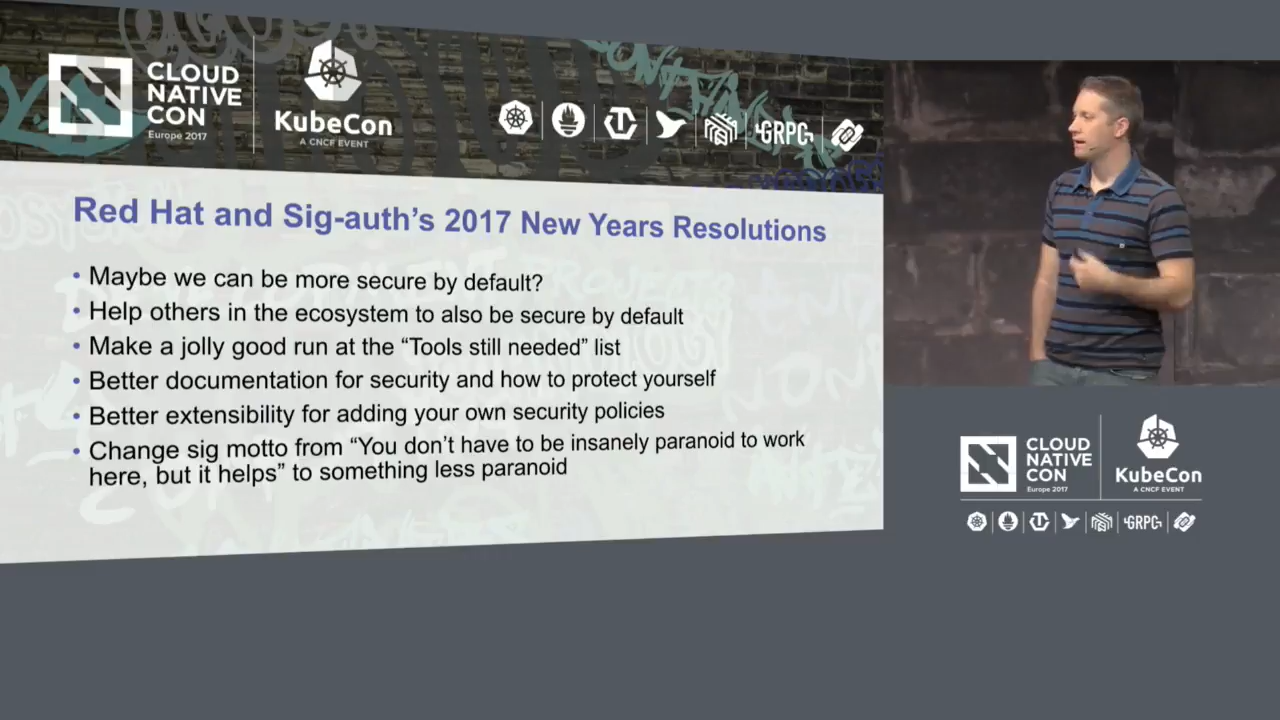 CLOUD
NATIVE
CON
Europe 2017
KubeCon
A CNCF EVENT
GRPC
Red Hat and Sig-auth's 2017 New Years Resolutions
• Maybe we can be more secure by default?
• Help others in the ecosystem to also be secure by default
• Make a jolly good run at the “Tools still needed” list
• Better documentation for security and how to protect yourself
• Better extensibility for adding your own security policies
• Change sig motto from “You don't have to be insanely paranoid to work
here, but it helps” to something less paranoid
CLOUD
NATIVE
CON
Europe 2017
KubeCon
A CNCF EVENT
GRPC